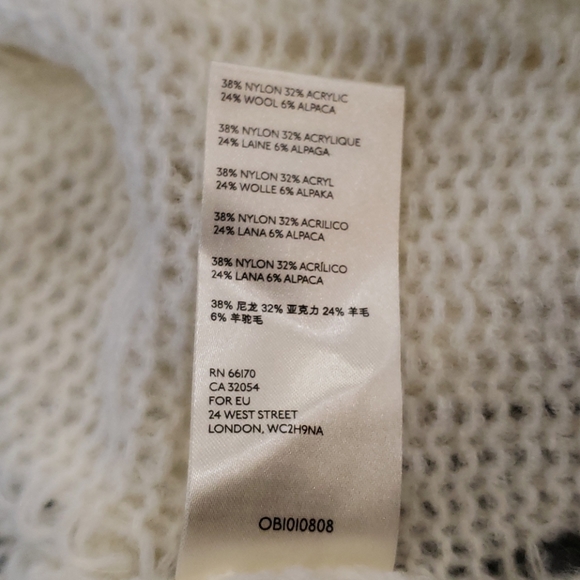 38% NYLON 32% ACRYLIC
24% WOOL 6% ALPACA
38% NYLON 32% ACRYLIQUE
24% LAINE 6% ALPAGA
38% NYLON 32% ACRYL
24% WOLLE 6% ALPAKA
38% NYLON 32% ACRILICO
24% LANA 6% ALPACA
38% NYLON 32% ACRÍLICO
24% LANA 6% ALPACA
38% 尼龙 32% 亚克力 24% 羊毛
6% 羊驼毛
RN 66170
CA 32054
FOR EU
24 WEST STREET
LONDON, WC2H9NA
OB1010808